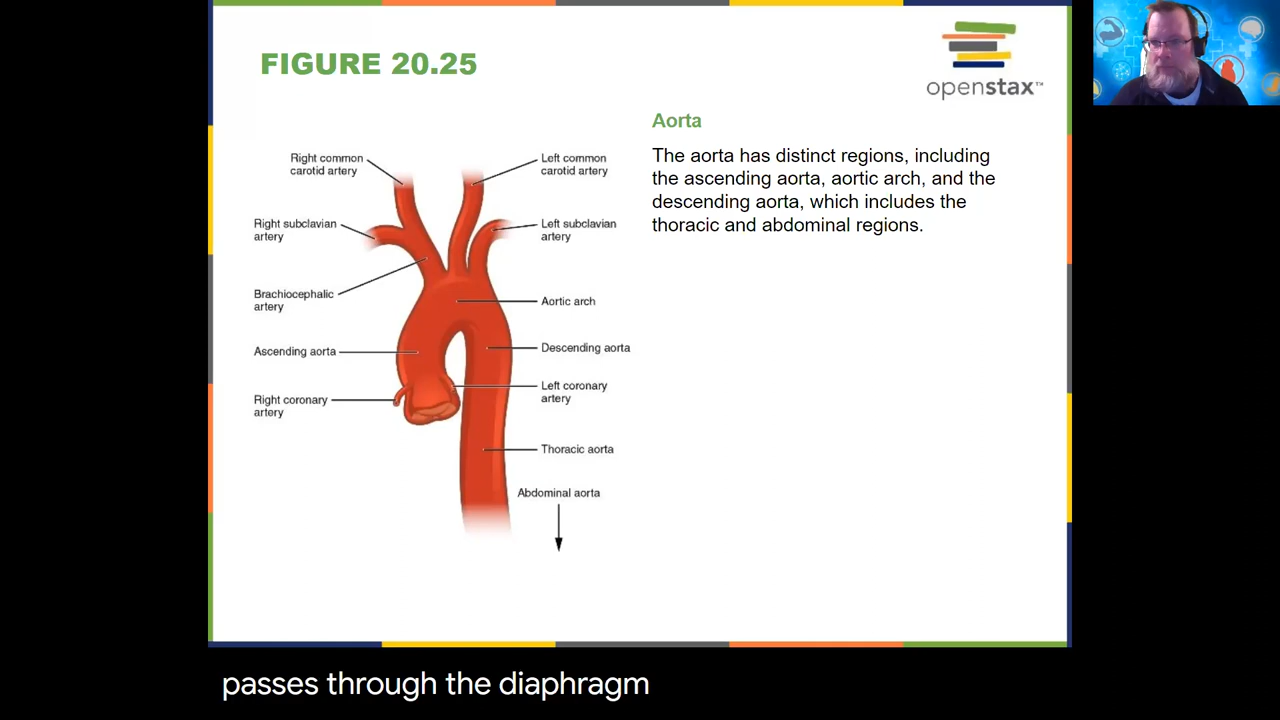 FIGURE 20.25
openstax™
Aorta
The aorta has distinct regions, including
the ascending aorta, aortic arch, and the
descending aorta, which includes the
thoracic and abdominal regions.
Right common
carotid artery
Left common
carotid artery
Right subclavian
artery
Left subclavian
artery
Brachiocephalic
artery
Aortic arch
Ascending aorta
Descending aorta
Right coronary
artery
Left coronary
artery
Thoracic aorta
Abdominal aorta
passes through the diaphragm